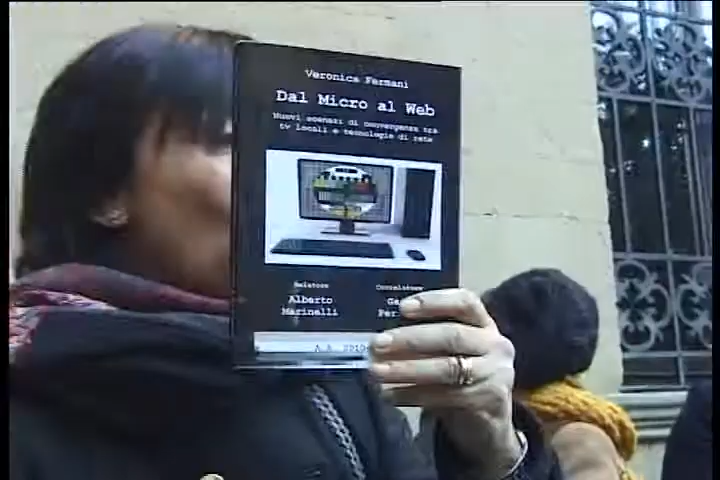 Veronica Fermani
Dal Micro al Web
Nuovi scenari di convergenza tra
tv locali e tecnologie di rete
Relatore
Correlatore
Alberto
Marinelli
A.A.